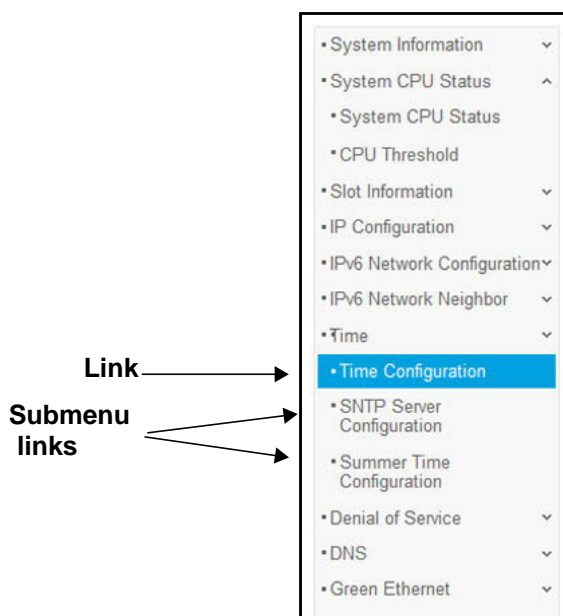 System Information
System CPU Status
System CPU Status
CPU Threshold
Slot Information
IP Configuration
IPv6 Network Configuration
IPv6 Network Neighbor
Time
Link
Time Configuration
Submenu
links
SNTP Server
Configuration
Summer Time
Configuration
Denial of Service
DNS
Green Ethernet